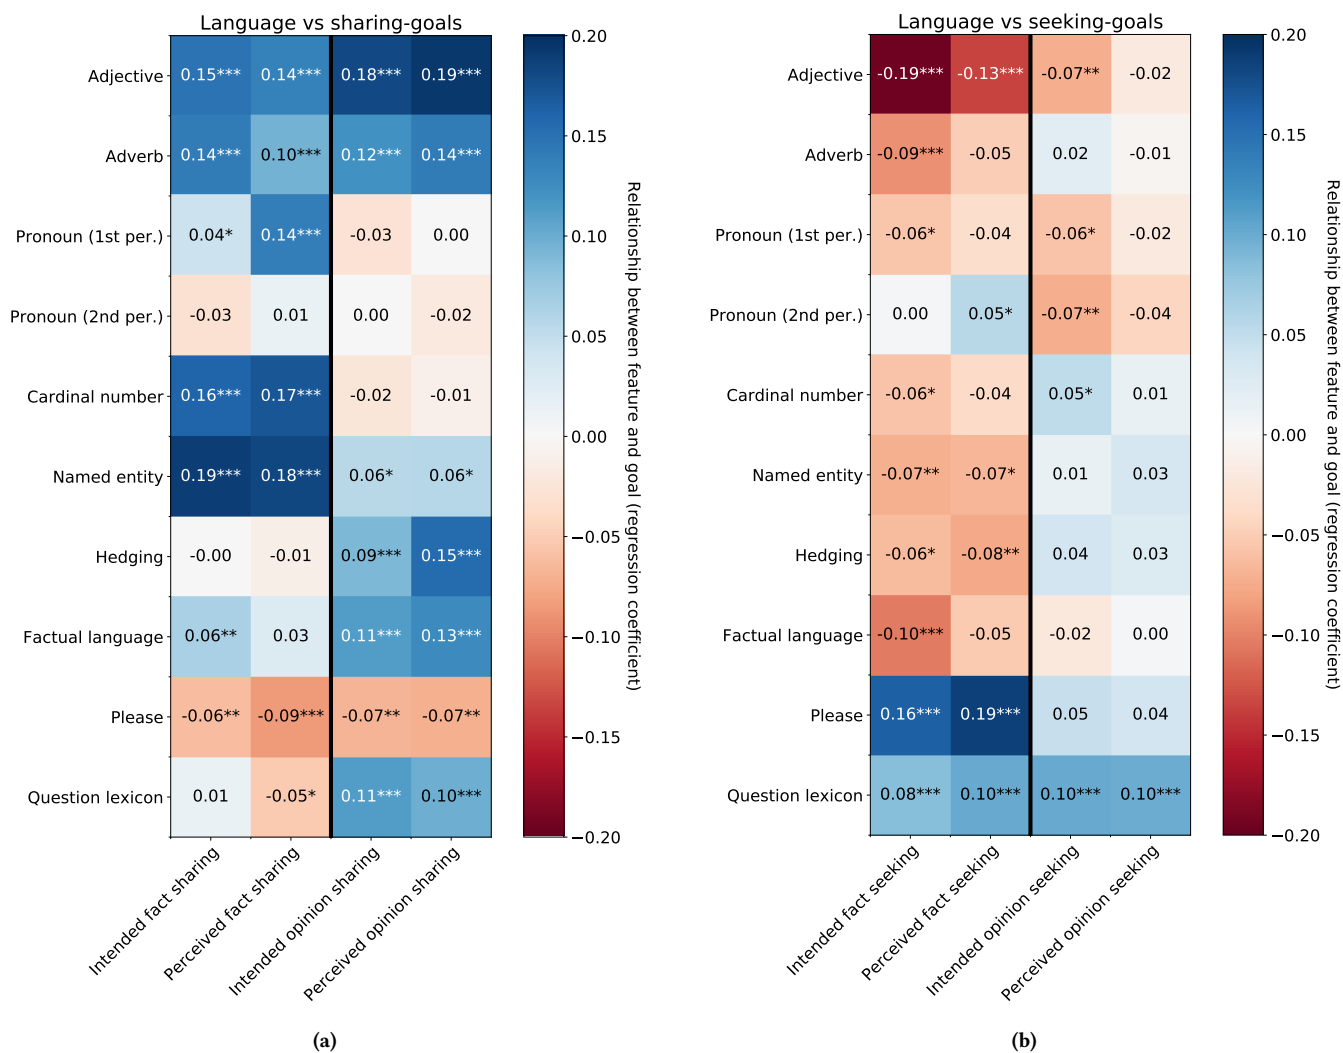 Language vs sharing-goals
Adjective 0.15*** 0.14*** 0.18*** 0.19***
Adverb 0.14*** 0.10*** 0.12*** 0.14***
Pronoun (1st per.) 0.04* 0.14*** -0.03 0.00
Pronoun (2nd per.) -0.03 0.01 0.00 -0.02
Cardinal number 0.16*** 0.17*** -0.02 -0.01
Named entity 0.19*** 0.18*** 0.06* 0.06*
Hedging -0.00 -0.01 0.09*** 0.15***
Factual language 0.06** 0.03 0.11*** 0.13***
Please -0.06** -0.09*** -0.07** -0.07**
Question lexicon 0.01 -0.05* 0.11*** 0.10***
Intended fact sharing
Perceived fact sharing
Intended opinion sharing
Perceived opinion sharing
0.20
0.15
0.10
0.05
0.00
−0.05
−0.10
−0.15
−0.20
Relationship between feature and goal (regression coefficient)
(a)
Language vs seeking-goals
Adjective -0.19*** -0.13*** -0.07** -0.02
Adverb -0.09*** -0.05 0.02 -0.01
Pronoun (1st per.) -0.06* -0.04 -0.06* -0.02
Pronoun (2nd per.) 0.00 0.05* -0.07** -0.04
Cardinal number -0.06* -0.04 0.05* 0.01
Named entity -0.07** -0.07* 0.01 0.03
Hedging -0.06* -0.08** 0.04 0.03
Factual language -0.10*** -0.05 -0.02 0.00
Please 0.16*** 0.19*** 0.05 0.04
Question lexicon 0.08*** 0.10*** 0.10*** 0.10***
Intended fact seeking
Perceived fact seeking
Intended opinion seeking
Perceived opinion seeking
0.20
0.15
0.10
0.05
0.00
−0.05
−0.10
−0.15
−0.20
Relationship between feature and goal (regression coefficient)
(b)